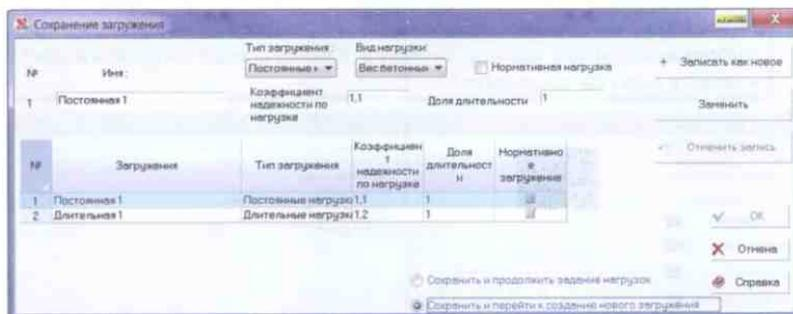 Сохранение загружения
Тип загружения: Вид нагрузки:
№ Имя: Постоянные н Вес бетонных Нормативная нагрузка + Записать как новое
1 Постоянная 1 Коэффициент надежности по нагрузке 1,1 Доля длительности 1 Заменить
Отменить запись
№ Загружения Тип загружения Коэффициент надежности по нагрузке Доля длительности Нормативное загружение
1 Постоянная 1 Постоянные нагрузки 1,1 1
2 Длительная 1 Длительные нагрузки 1,2 1
ОК
Отмена
Сохранить и продолжить задание нагрузок Справка
Сохранить и перейти к созданию нового загружения